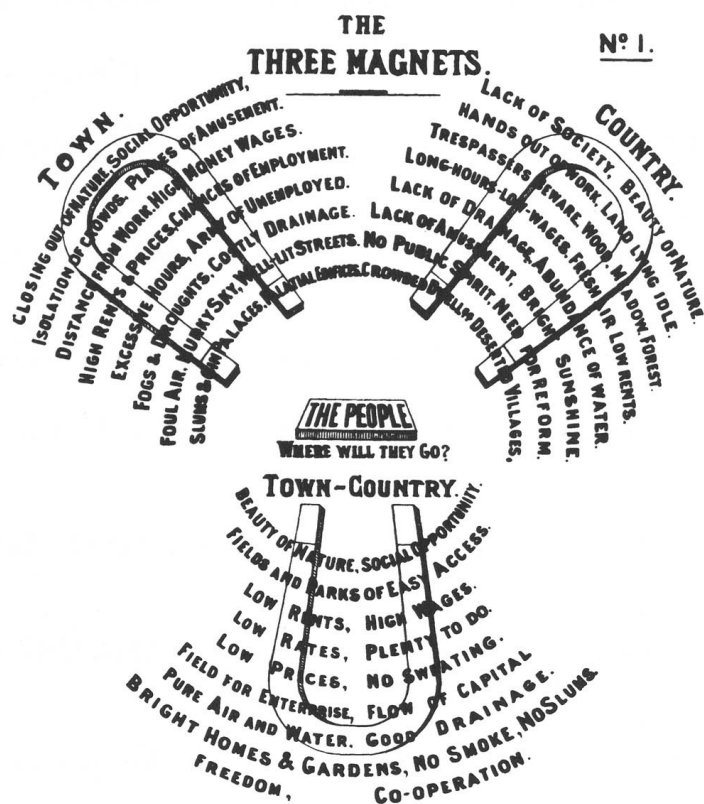 THE
THREE MAGNETS.
Nº 1.
TOWN.
CLOSING OUT OF NATURE. SOCIAL OPPORTUNITY,
ISOLATION OF CROWDS. PLACES OF AMUSEMENT.
DISTANCE FROM WORK. HIGH MONEY WAGES.
HIGH RENTS & PRICES. CHANCES OF EMPLOYMENT.
EXCESSIVE HOURS. ARMY OF UNEMPLOYED.
FOGS & DROUGHTS. COSTLY DRAINAGE.
FOUL AIR. MURKY SKY. WELL-LIT STREETS.
SLUMS & GIN PALACES. PALATIAL EDIFICES.
COUNTRY.
LACK OF SOCIETY. BEAUTY OF NATURE.
HANDS OUT OF WORK. LAND LYING IDLE.
TRESPASSERS BEWARE. WOOD, MEADOW. FOREST.
LONG-HOURS-LOW-WAGES. FRESH AIR LOW RENTS.
LACK OF DRAINAGE. ABUNDANCE OF WATER.
LACK OF AMUSEMENT. BRIGHT SUNSHINE.
NO PUBLIC SPIRIT. NEED FOR REFORM.
CROWDED DWELLINGS DESERTED VILLAGES,
THE PEOPLE
WHERE WILL THEY GO?
TOWN-COUNTRY.
BEAUTY OF NATURE. SOCIAL OPPORTUNITY.
FIELDS AND PARKS OF EASY ACCESS.
LOW RENTS, HIGH WAGES.
LOW RATES, PLENTY TO DO.
LOW PRICES, NO SWEATING.
FIELD FOR ENTERPRISE, FLOW OF CAPITAL
PURE AIR AND WATER. GOOD DRAINAGE.
BRIGHT HOMES & GARDENS, NO SMOKE, NO SLUMS.
FREEDOM, CO-OPERATION.